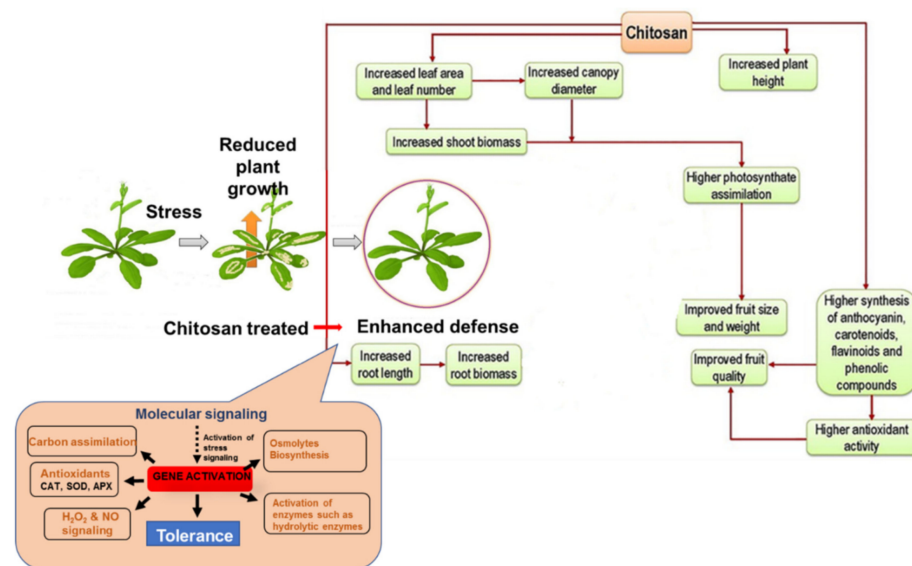 Chitosan
Increased leaf area
and leaf number
Increased canopy
diameter
Increased plant
height
Increased shoot biomass
Reduced
plant
growth
Higher photosynthate
assimilation
Stress
Improved fruit size
and weight
Higher synthesis
of anthocyanin,
carotenoids,
flavinoids and
phenolic
compounds
Chitosan treated
Enhanced defense
Increased
root length
Increased
root biomass
Improved fruit
quality
Higher antioxidant
activity
Molecular signaling
Activation of
stress
signaling
Carbon assimilation
Osmolytes
Biosynthesis
Antioxidants
CAT, SOD, APX
GENE ACTIVATION
H₂O₂ & NO
signaling
Tolerance
Activation of
enzymes such as
hydrolytic enzymes